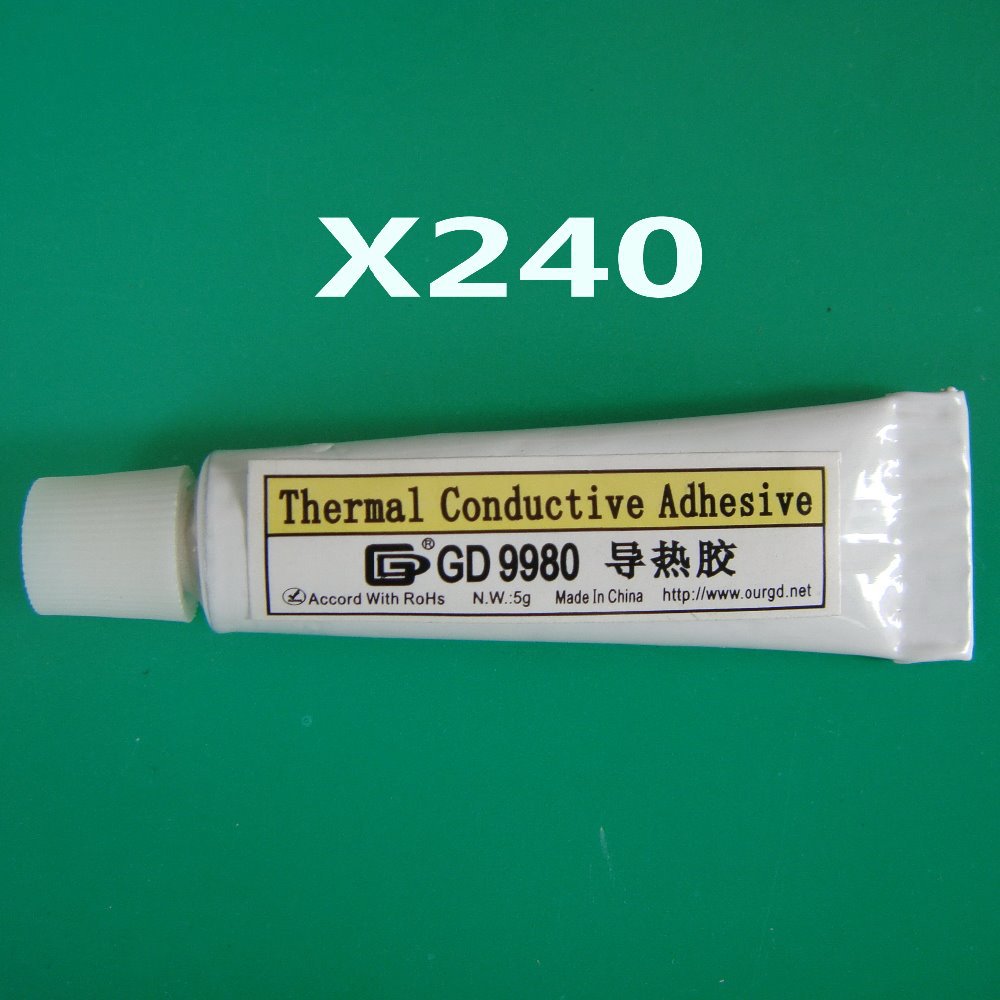 X240
Thermal Conductive Adhesive
GD® GD 9980 导热胶
Accord With RoHs N.W.:5g Made In China http://www.ourgd.net